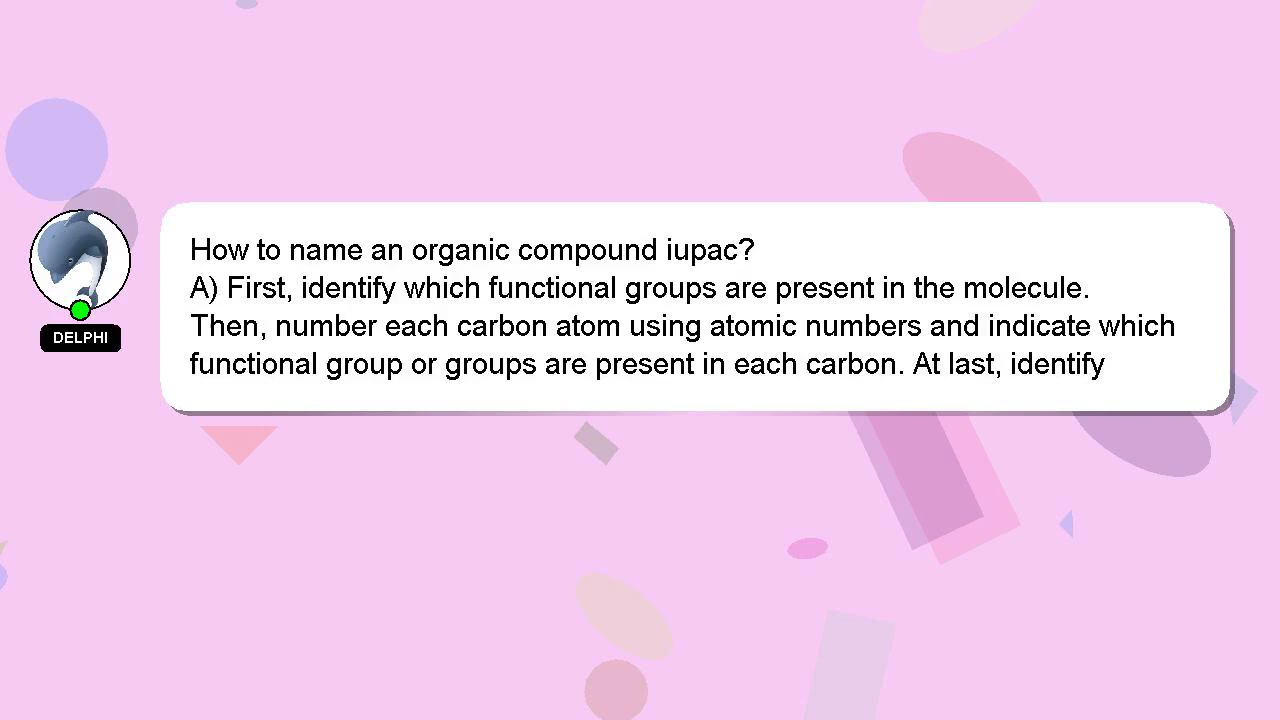 How to name an organic compound iupac?
A) First, identify which functional groups are present in the molecule.
Then, number each carbon atom using atomic numbers and indicate which
functional group or groups are present in each carbon. At last, identify
DELPHI